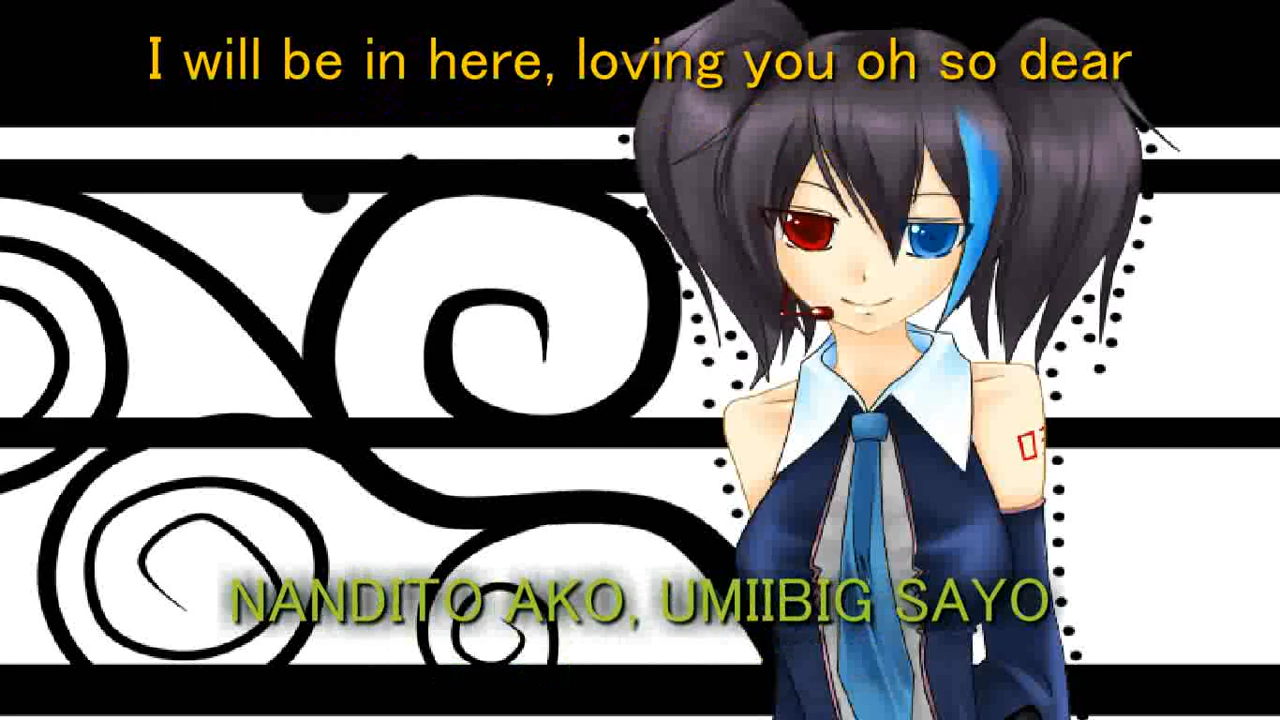 I will be in here, loving you oh so dear
NANDITO AKO, UMIIBIG SAYO